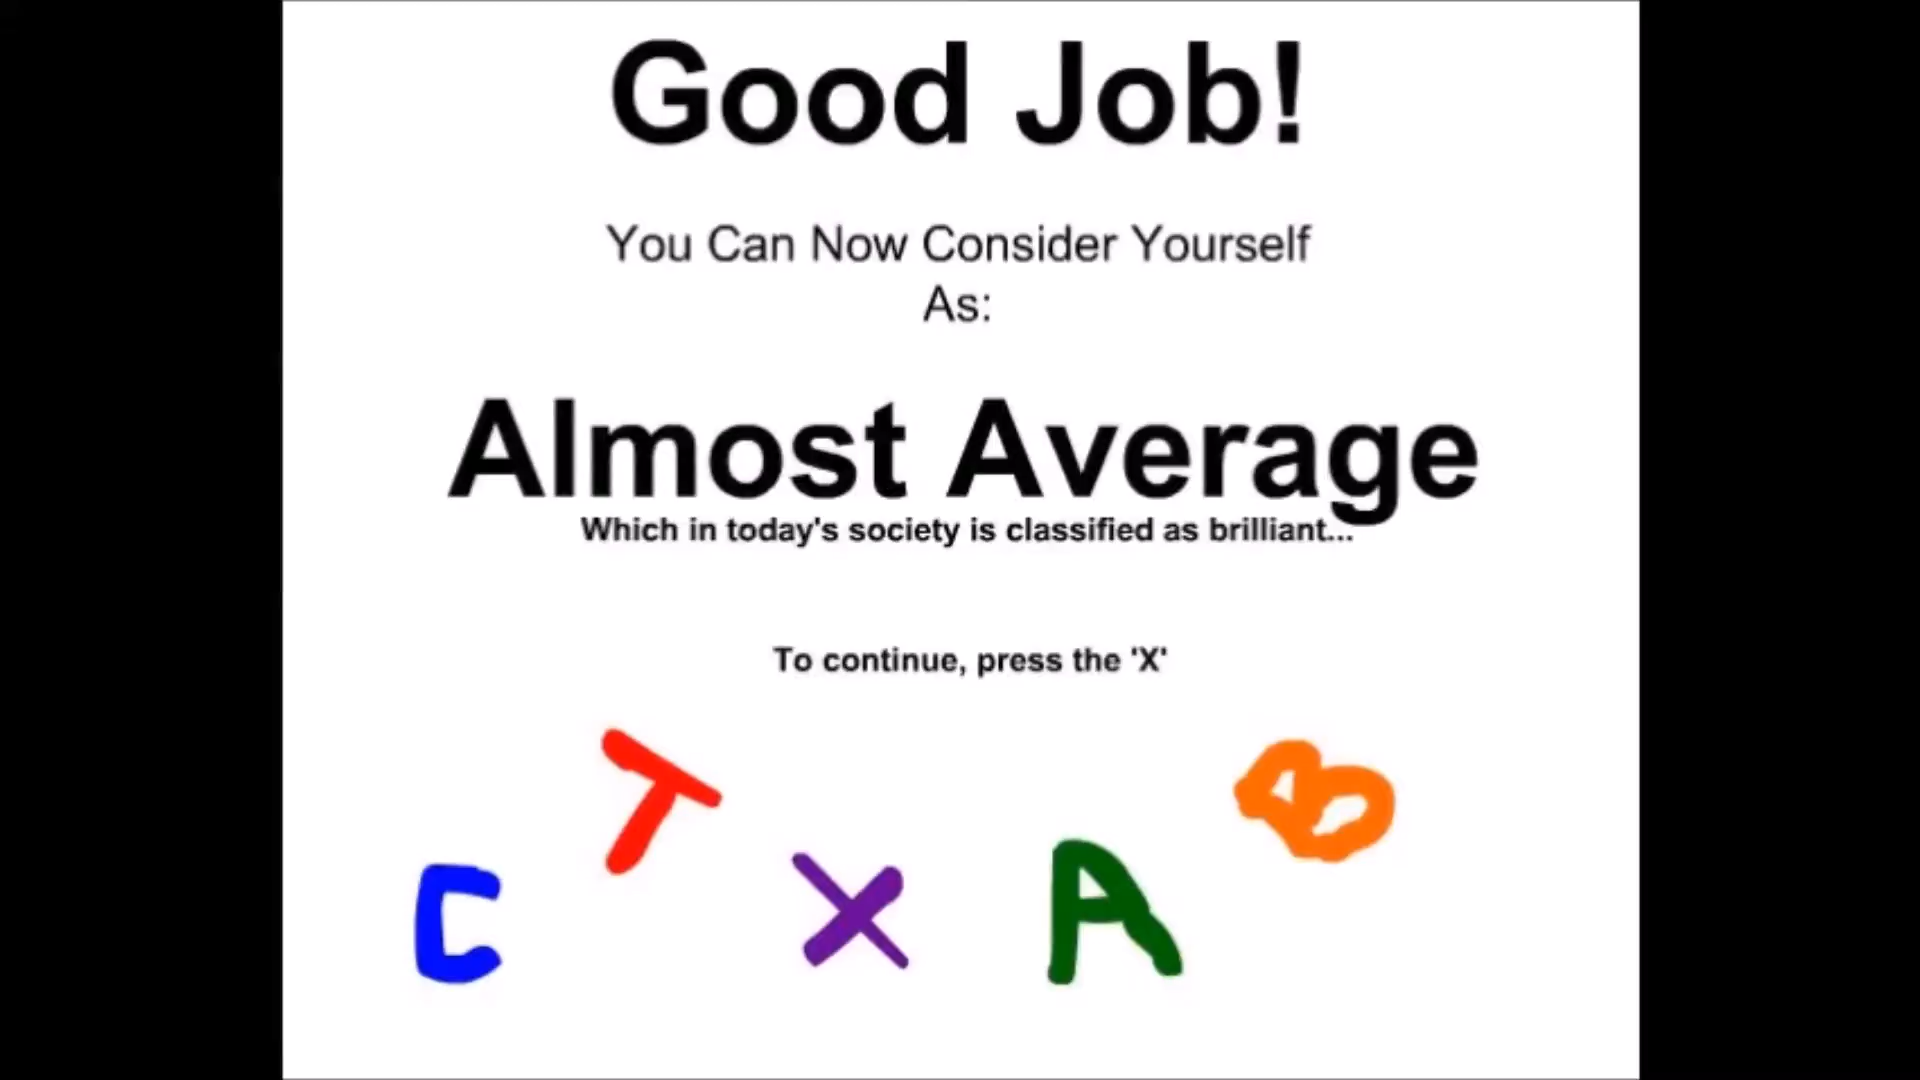 Good Job!
You Can Now Consider Yourself
As:
Almost Average
Which in today's society is classified as brilliant...
To continue, press the 'X'
C T X A B